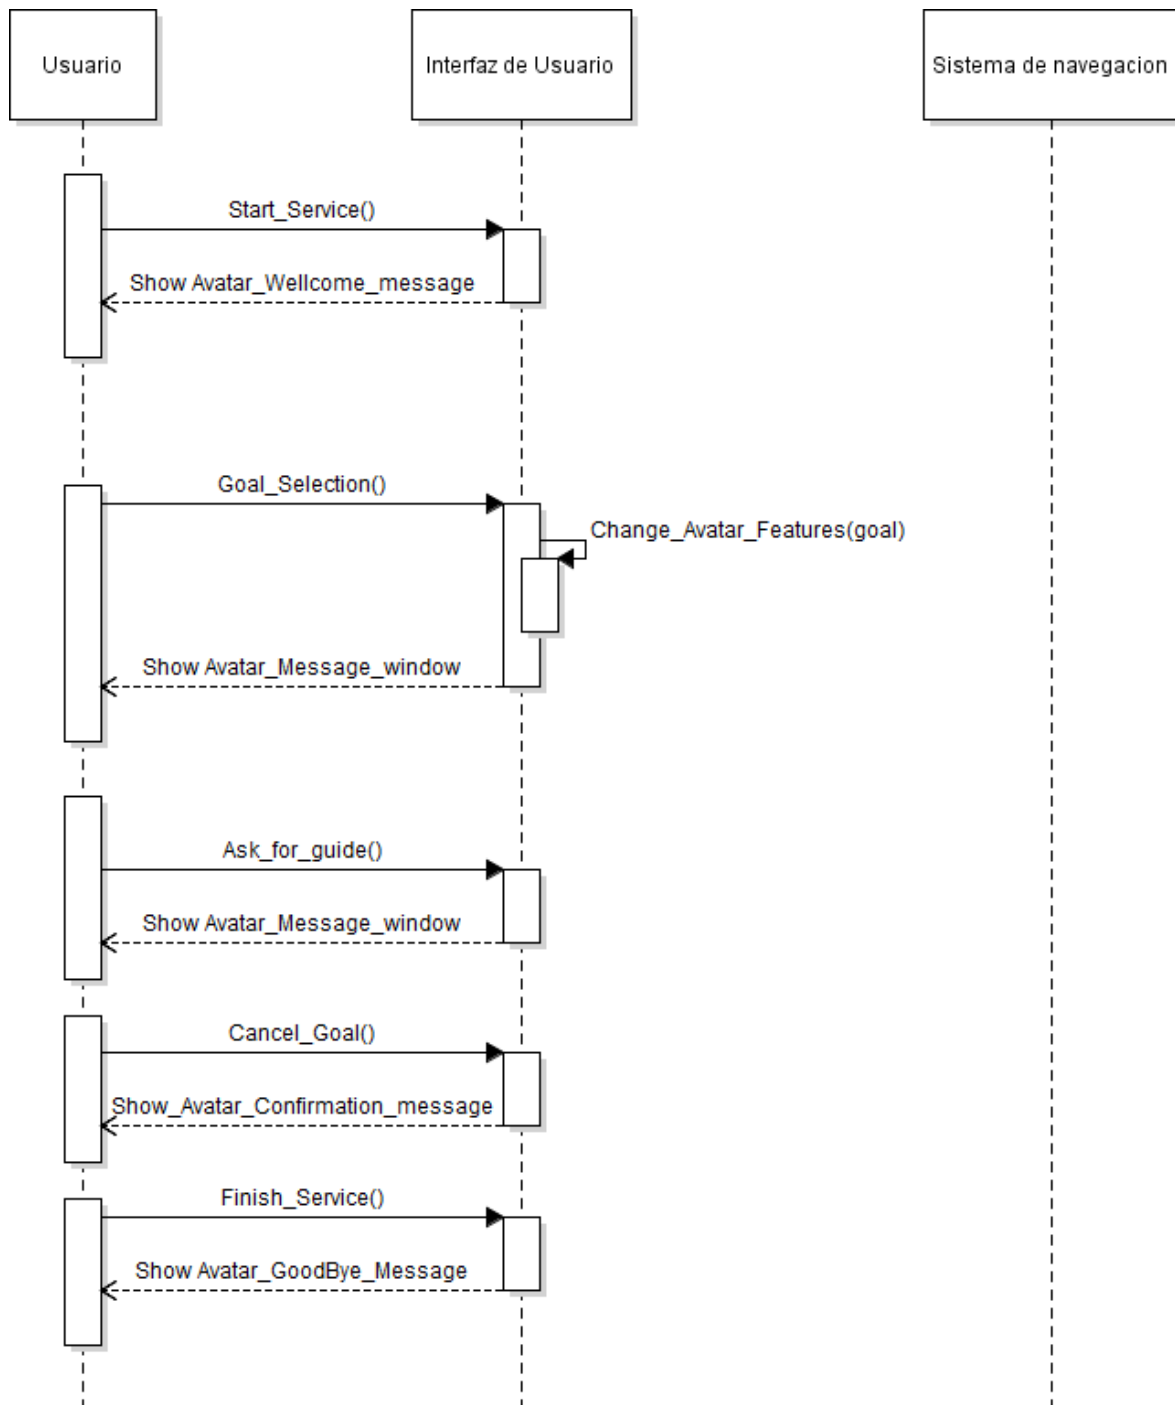 Usuario
Interfaz de Usuario
Sistema de navegacion
Start_Service()
Show Avatar_Wellcome_message
Goal_Selection()
Change_Avatar_Features(goal)
Show Avatar_Message_window
Ask_for_guide()
Show Avatar_Message_window
Cancel_Goal()
Show_Avatar_Confirmation_message
Finish_Service()
Show Avatar_GoodBye_Message